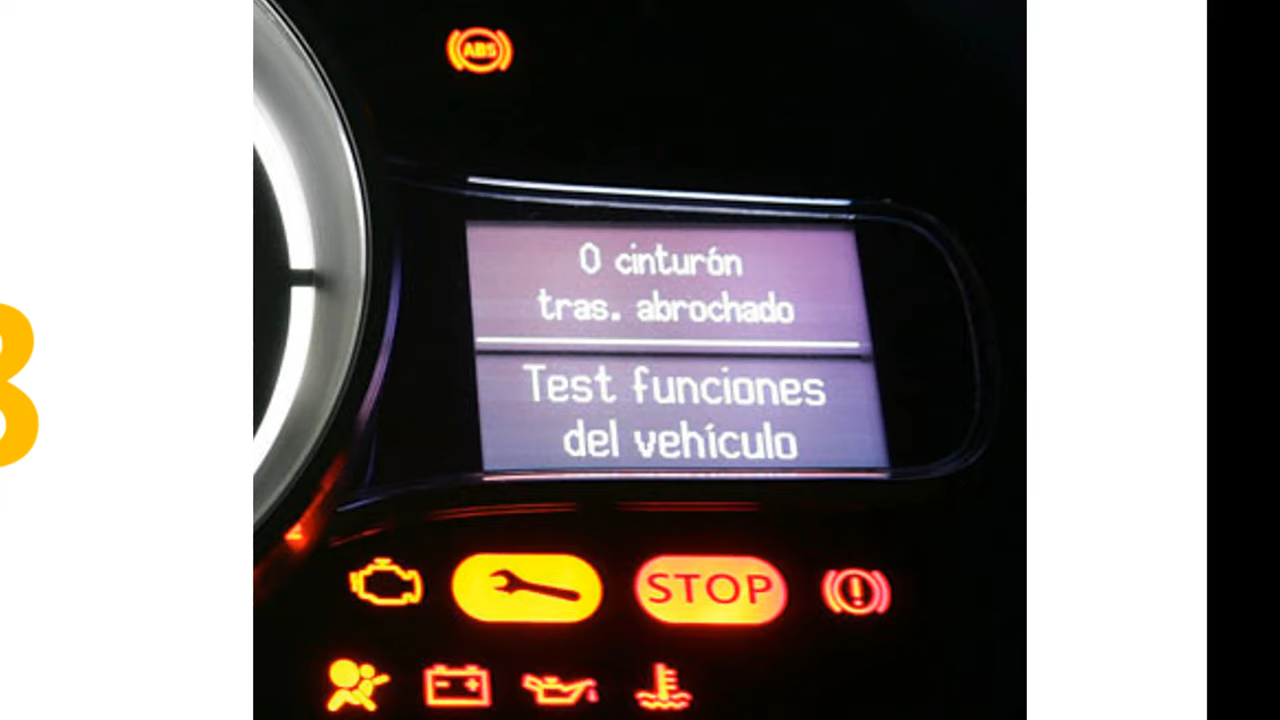 ABS
0 cinturón
tras. abrochado
Test funciones
del vehículo
STOP